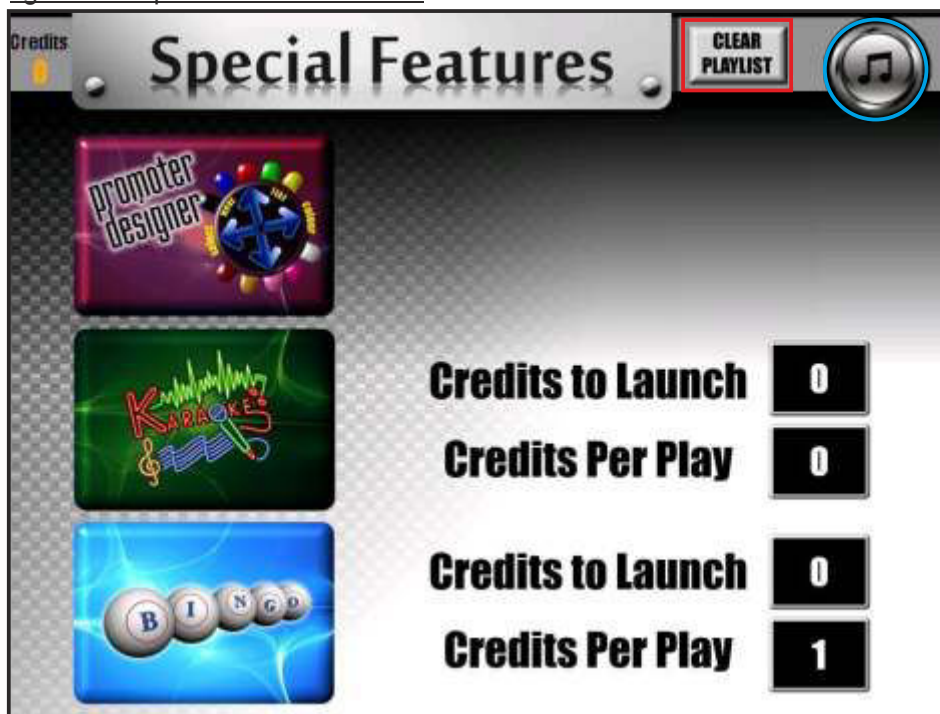 Credits
0
Special Features
CLEAR
PLAYLIST
promoter
designer
KARAOKE
Credits to Launch 0
Credits Per Play 0
BINGO
Credits to Launch 0
Credits Per Play 1